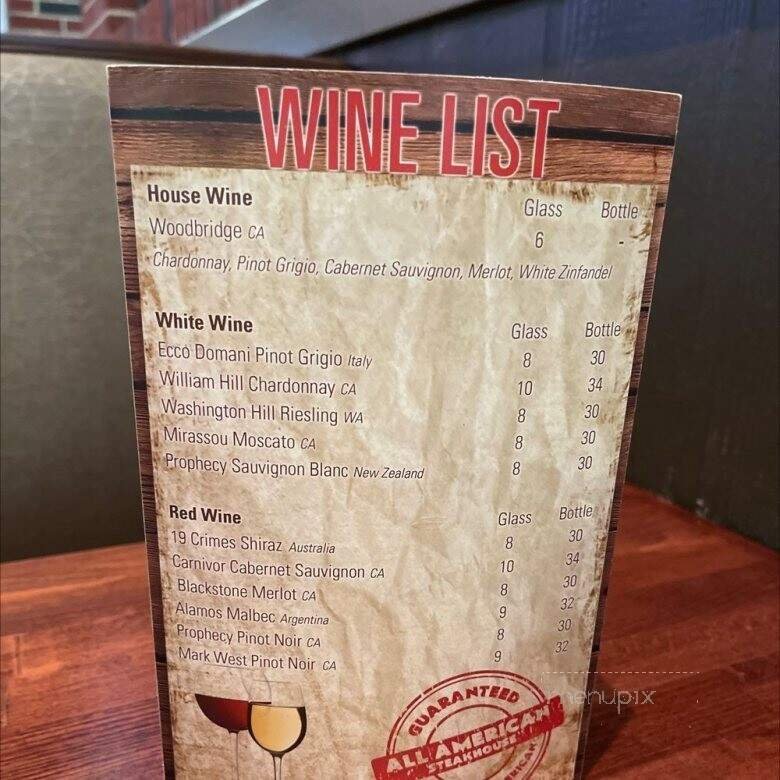 WINE LIST
House Wine Glass Bottle
Woodbridge CA 6 -
Chardonnay, Pinot Grigio, Cabernet Sauvignon, Merlot, White Zinfandel
White Wine Glass Bottle
Ecco Domani Pinot Grigio Italy 8 30
William Hill Chardonnay CA 10 34
Washington Hill Riesling WA 8 30
Mirassou Moscato CA 8 30
Prophecy Sauvignon Blanc New Zealand 8 30
Red Wine Glass Bottle
19 Crimes Shiraz Australia 8 30
Carnivor Cabernet Sauvignon CA 10 34
Blackstone Merlot CA 8 30
Alamos Malbec Argentina 9 32
Prophecy Pinot Noir CA 8 30
Mark West Pinot Noir CA 9 32
GUARANTEED
ALL AMERICAN
STEAKHOUSE
menupix